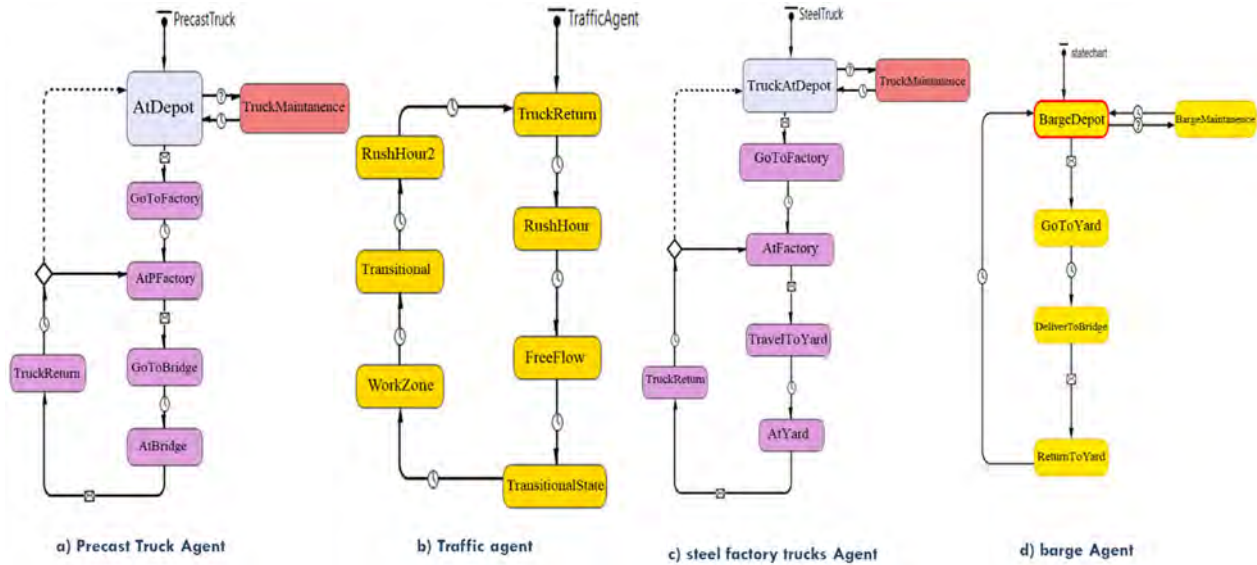 PrecastTruck
AtDepot
?
TruckMaintanence
GoToFactory
AtPFactory
GoToBridge
TruckReturn
AtBridge
a) Precast Truck Agent
TrafficAgent
TruckReturn
RushHour2
RushHour
Transitional
FreeFlow
WorkZone
TransitionalState
b) Traffic agent
SteelTruck
TruckAtDepot
?
TruckMaintanence
GoToFactory
AtFactory
TravelToYard
TruckReturn
AtYard
c) steel factory trucks Agent
statechart
BargeDepot
?
BargeMaintanence
GoToYard
DeliverToBridge
ReturnToYard
d) barge Agent